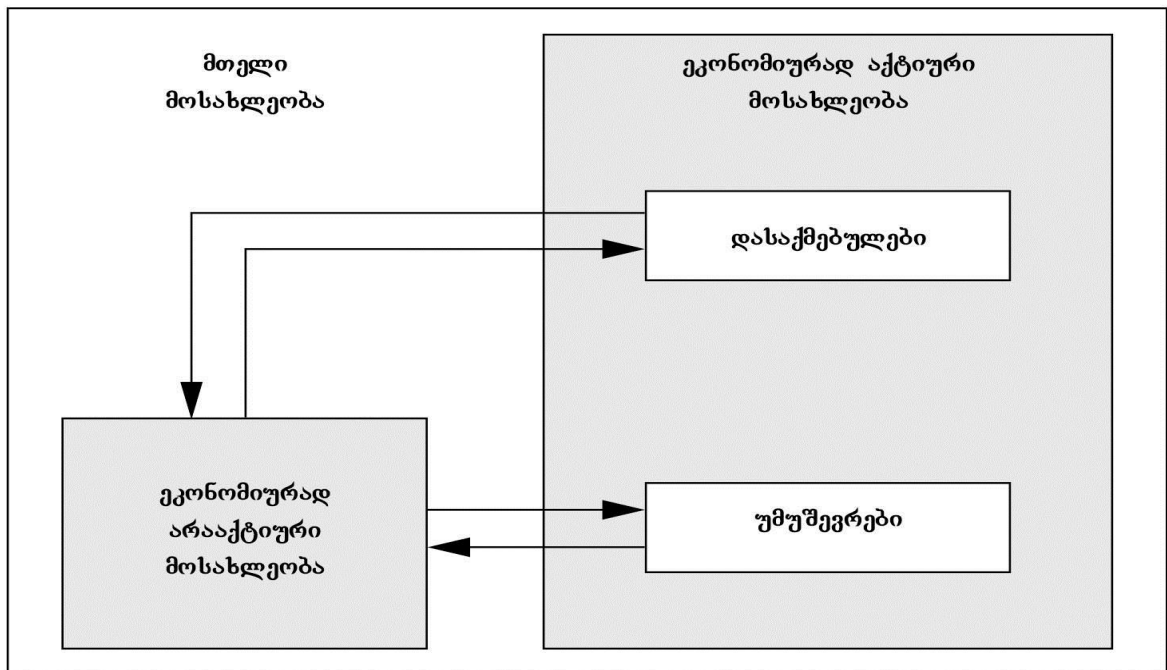 მთელი
მოსახლეობა
ეკონომიურად აქტიური
მოსახლეობა
დასაქმებულები
ეკონომიურად
არააქტიური
მოსახლეობა
უმუშევრები